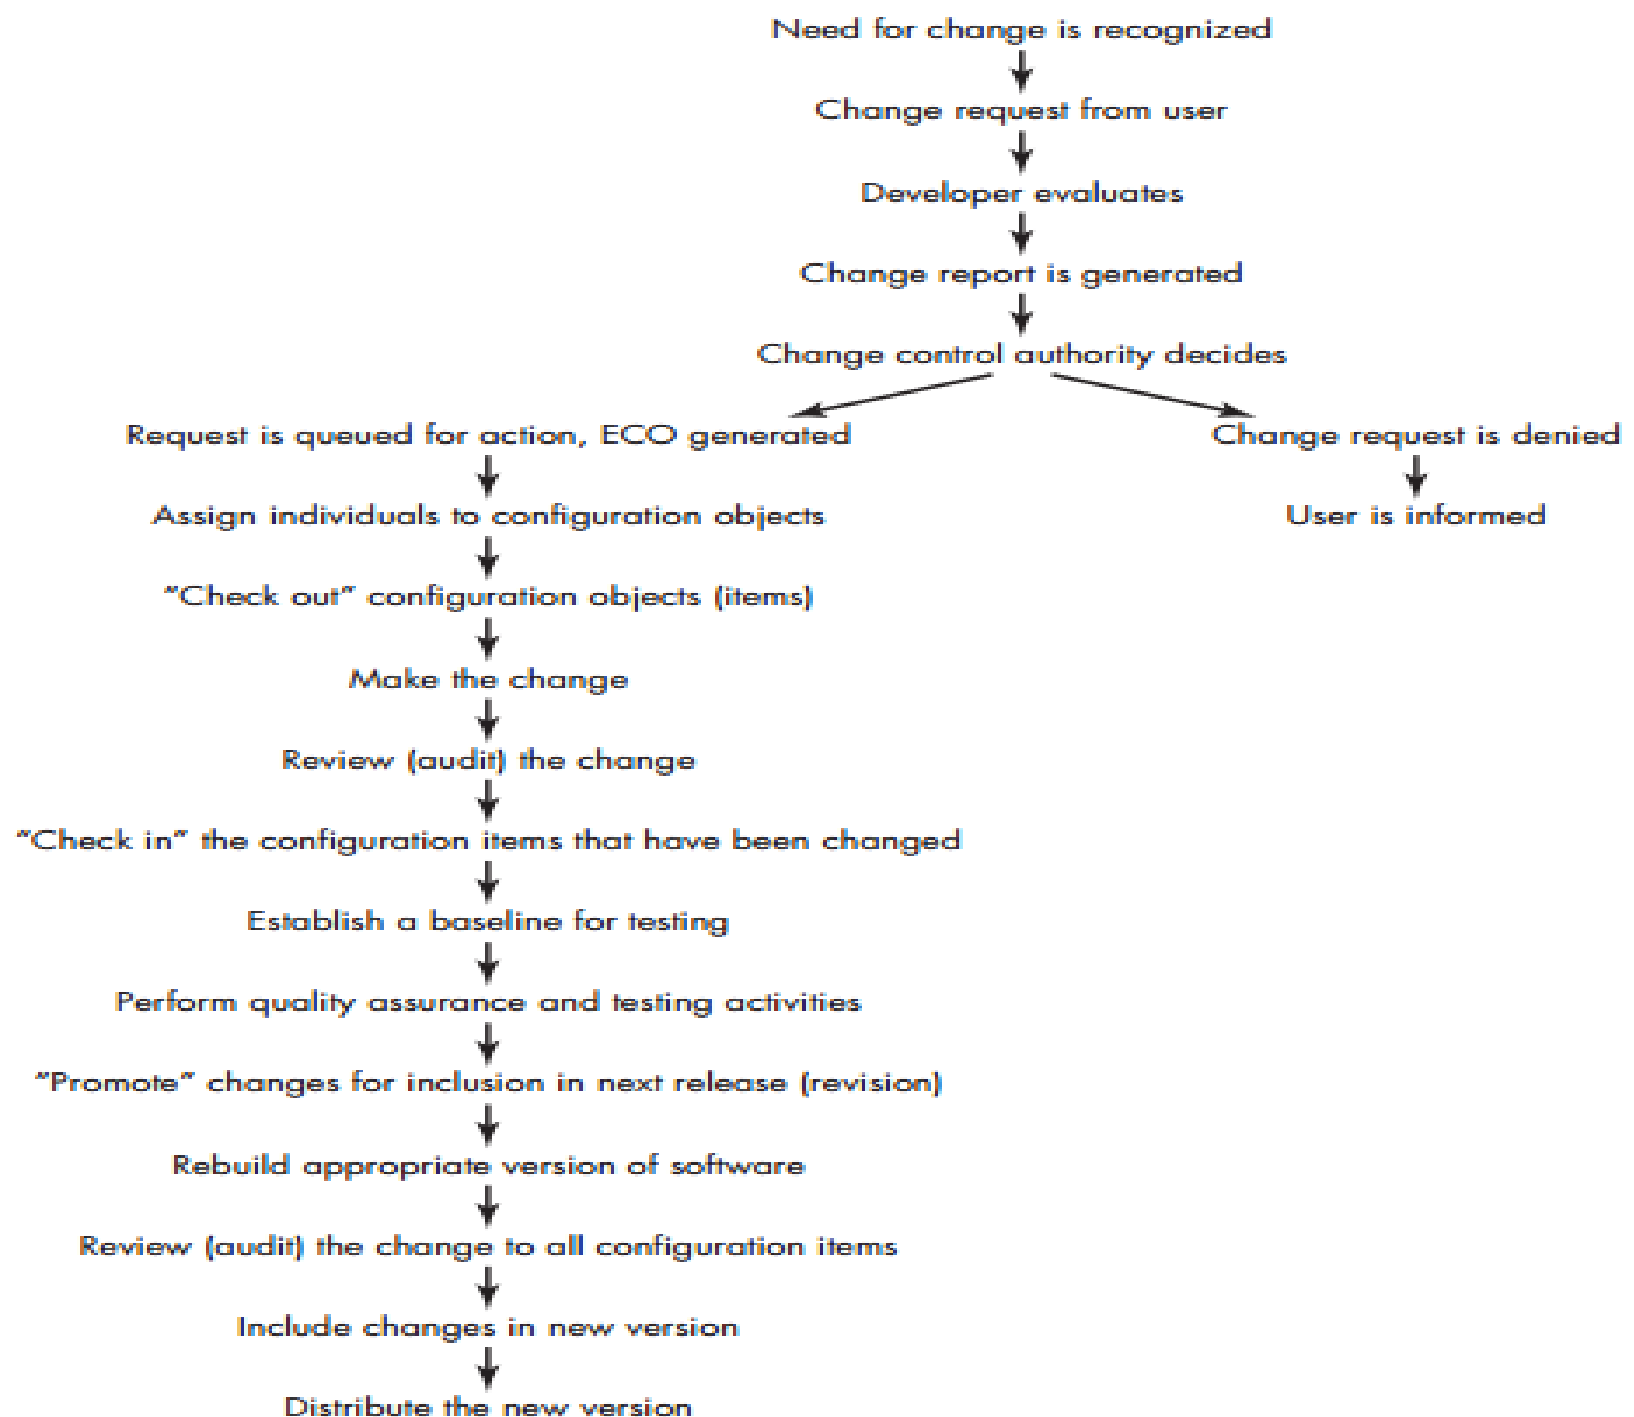 Need for change is recognized
Change request from user
Developer evaluates
Change report is generated
Change control authority decides
Request is queued for action, ECO generated
Change request is denied
Assign individuals to configuration objects
User is informed
“Check out” configuration objects (items)
Make the change
Review (audit) the change
“Check in” the configuration items that have been changed
Establish a baseline for testing
Perform quality assurance and testing activities
“Promote” changes for inclusion in next release (revision)
Rebuild appropriate version of software
Review (audit) the change to all configuration items
Include changes in new version
Distribute the new version